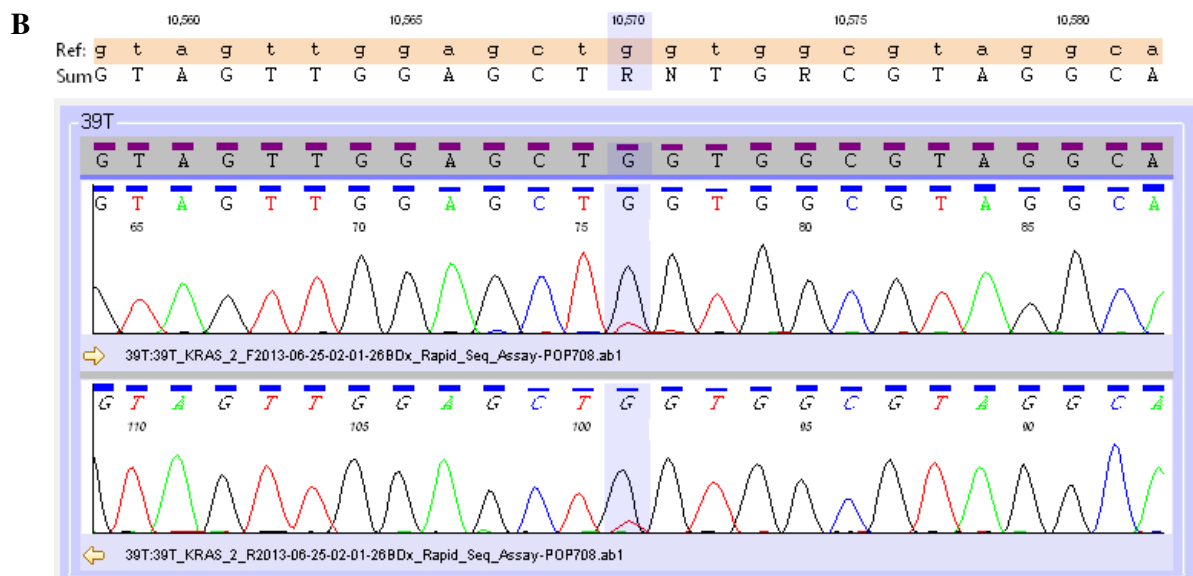 B
10,560 10,565 10,570 10,575 10,580
Ref: g t a g t t g g a g c t g g t g g c g t a g g c a
Sum G T A G T T G G A G C T R N T G R C G T A G G C A
39T
G T A G T T G G A G C T G G T G G C G T A G G C A
G T A G T T G G A G C T G G T G G C G T A G G C A
65 70 75 80 85
39T:39T_KRAS_2_F2013-06-25-02-01-26BDx_Rapid_Seq_Assay-POP708.ab1
G T A G T T G G A G C T G G T G G C G T A G G C A
110 105 100 95 90
39T:39T_KRAS_2_R2013-06-25-02-01-26BDx_Rapid_Seq_Assay-POP708.ab1